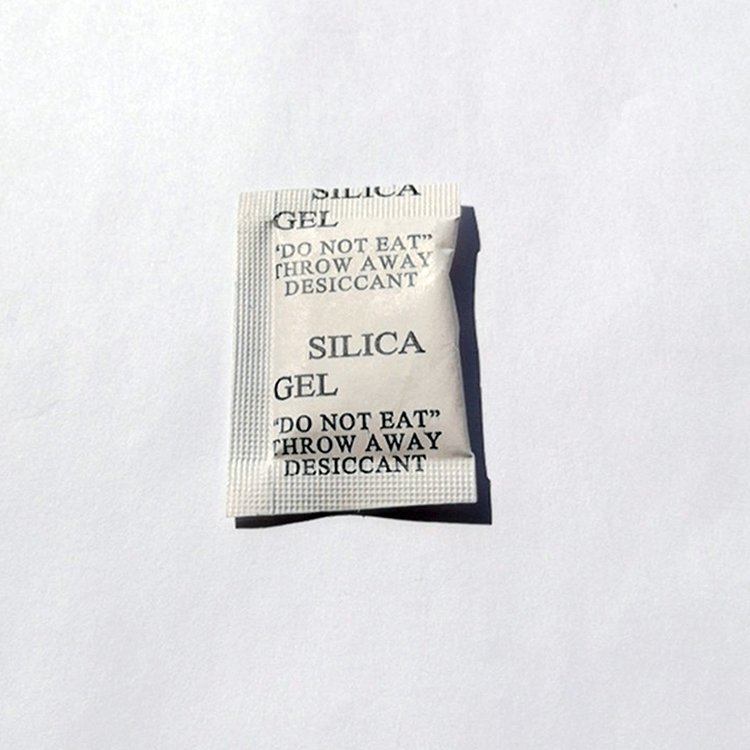 SILICA
GEL
"DO NOT EAT"
THROW AWAY
DESICCANT
SILICA
GEL
"DO NOT EAT"
THROW AWAY
DESICCANT